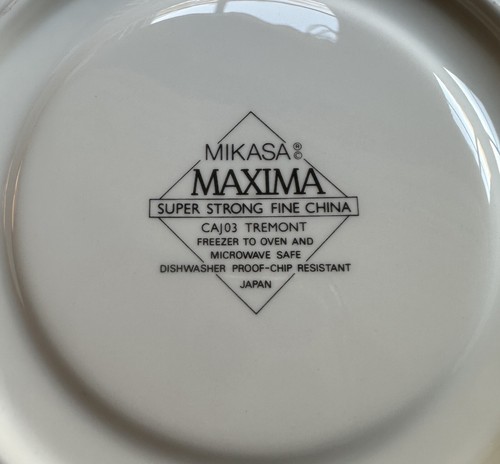 MIKASA®©
MAXIMA
SUPER STRONG FINE CHINA
CAJ03 TREMONT
FREEZER TO OVEN AND
MICROWAVE SAFE
DISHWASHER PROOF-CHIP RESISTANT
JAPAN